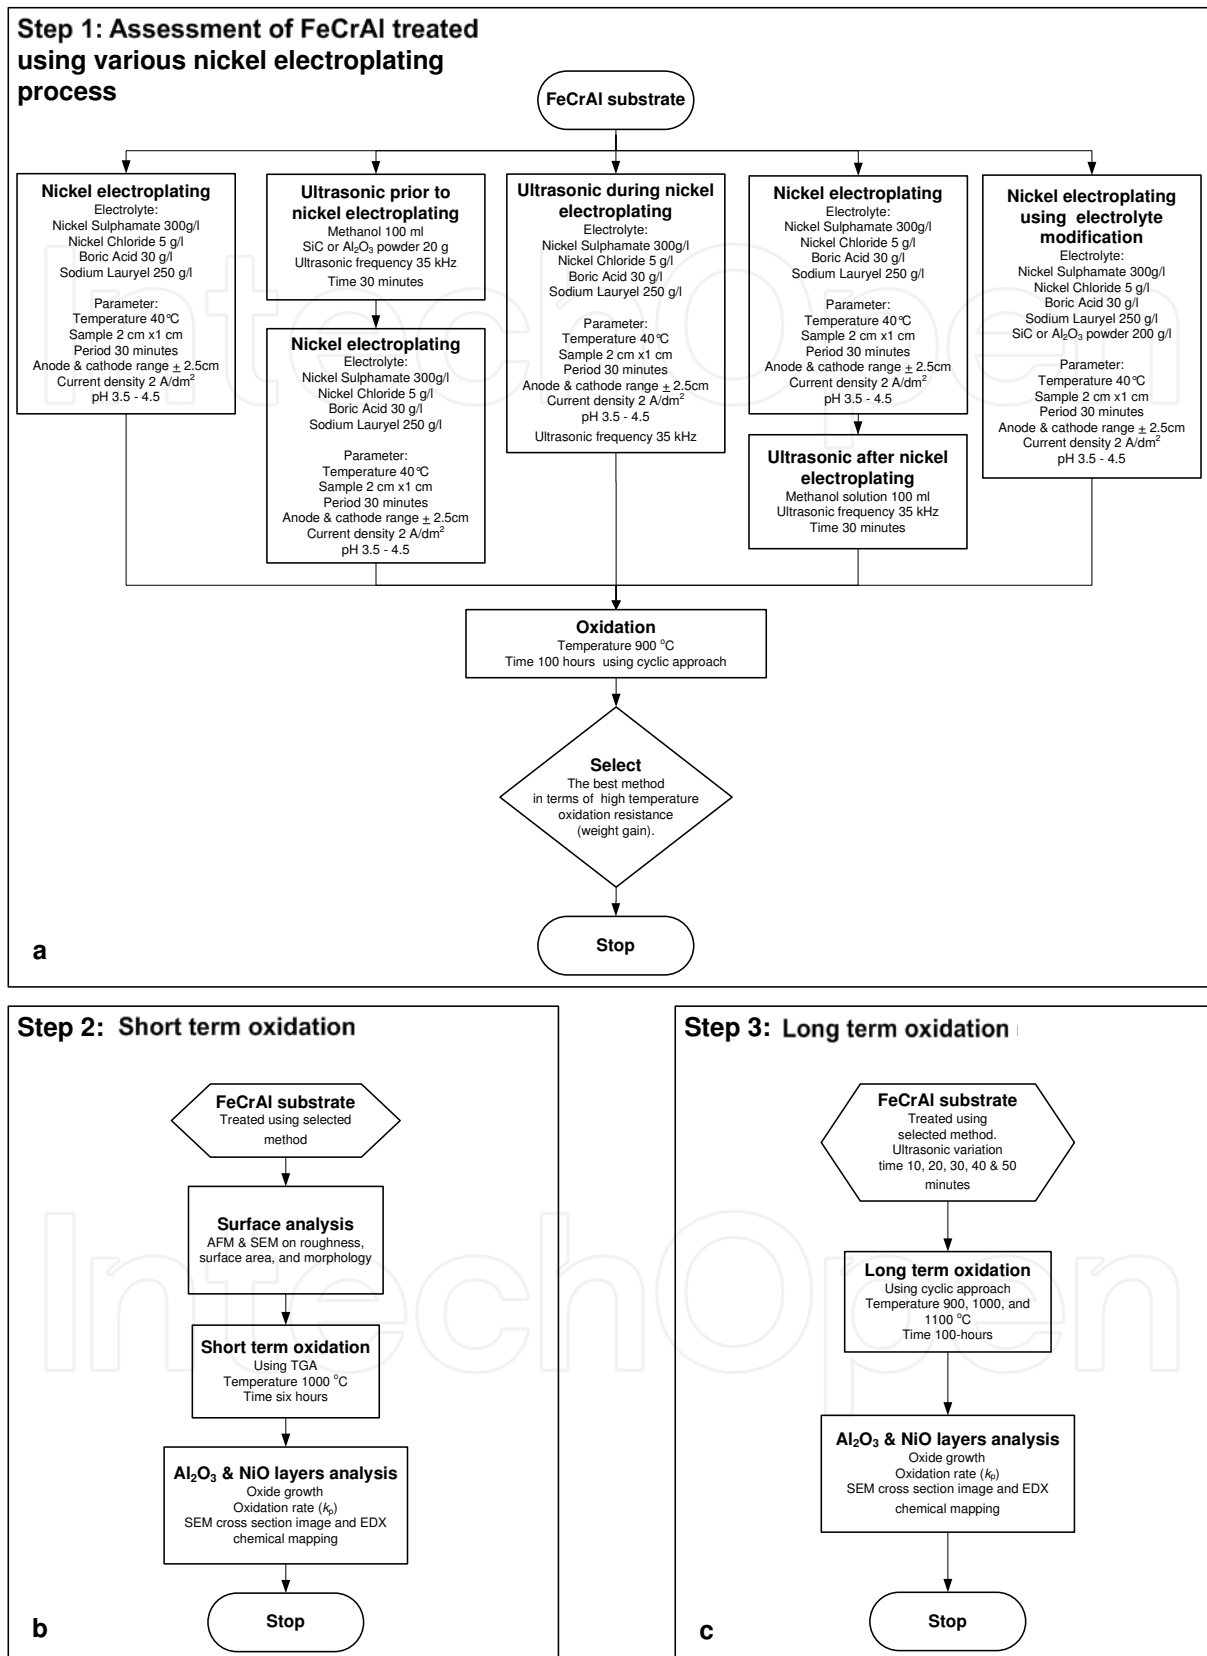 Step 1: Assessment of FeCrAl treated
using various nickel electroplating
process
FeCrAl substrate
Nickel electroplating
Electrolyte:
Nickel Sulphamate 300g/l
Nickel Chloride 5 g/l
Boric Acid 30 g/l
Sodium Lauryel 250 g/l
Parameter:
Temperature 40°C
Sample 2 cm x1 cm
Period 30 minutes
Anode & cathode range ± 2.5cm
Current density 2 A/dm²
pH 3.5 - 4.5
Ultrasonic prior to
nickel electroplating
Methanol 100 ml
SiC or Al₂O₃ powder 20 g
Ultrasonic frequency 35 kHz
Time 30 minutes
Nickel electroplating
Electrolyte:
Nickel Sulphamate 300g/l
Nickel Chloride 5 g/l
Boric Acid 30 g/l
Sodium Lauryel 250 g/l
Parameter:
Temperature 40°C
Sample 2 cm x1 cm
Period 30 minutes
Anode & cathode range ± 2.5cm
Current density 2 A/dm²
pH 3.5 - 4.5
Ultrasonic during nickel
electroplating
Electrolyte:
Nickel Sulphamate 300g/l
Nickel Chloride 5 g/l
Boric Acid 30 g/l
Sodium Lauryel 250 g/l
Parameter:
Temperature 40°C
Sample 2 cm x1 cm
Period 30 minutes
Anode & cathode range ± 2.5cm
Current density 2 A/dm²
pH 3.5 - 4.5
Ultrasonic frequency 35 kHz
Nickel electroplating
Electrolyte:
Nickel Sulphamate 300g/l
Nickel Chloride 5 g/l
Boric Acid 30 g/l
Sodium Lauryel 250 g/l
Parameter:
Temperature 40°C
Sample 2 cm x1 cm
Period 30 minutes
Anode & cathode range ± 2.5cm
Current density 2 A/dm²
pH 3.5 - 4.5
Ultrasonic after nickel
electroplating
Methanol solution 100 ml
Ultrasonic frequency 35 kHz
Time 30 minutes
Nickel electroplating
using electrolyte
modification
Electrolyte:
Nickel Sulphamate 300g/l
Nickel Chloride 5 g/l
Boric Acid 30 g/l
Sodium Lauryel 250 g/l
SiC or Al₂O₃ powder 200 g/l
Parameter:
Temperature 40°C
Sample 2 cm x1 cm
Period 30 minutes
Anode & cathode range ± 2.5cm
Current density 2 A/dm²
pH 3.5 - 4.5
IntechOpen
Oxidation
Temperature 900 °C
Time 100 hours using cyclic approach
Select
The best method
in terms of high temperature
oxidation resistance
(weight gain).
Stop
a
Step 2: Short term oxidation
FeCrAl substrate
Treated using selected
method
Surface analysis
AFM & SEM on roughness,
surface area, and morphology
Short term oxidation
Using TGA
Temperature 1000 °C
Time six hours
Al₂O₃ & NiO layers analysis
Oxide growth
Oxidation rate (kₚ)
SEM cross section image and EDX
chemical mapping
Stop
b
Step 3: Long term oxidation
FeCrAl substrate
Treated using
selected method.
Ultrasonic variation
time 10, 20, 30, 40 & 50
minutes
Long term oxidation
Using cyclic approach
Temperature 900, 1000, and
1100 °C
Time 100-hours
Al₂O₃ & NiO layers analysis
Oxide growth
Oxidation rate (kₚ)
SEM cross section image and EDX
chemical mapping
Stop
c
IntechOpen